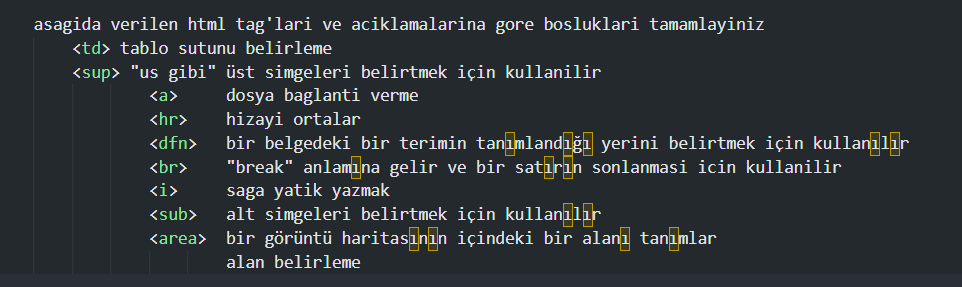 asagida verilen html tag'lari ve aciklamalarina gore bosluklari tamamlayiniz
<td> tablo sutunu belirleme
<sup> "us gibi" üst simgeleri belirtmek için kullanilir
<a> dosya baglanti verme
<hr> hizayi ortalar
<dfn> bir belgedeki bir terimin tanımlandığı yerini belirtmek için kullanılır
<br> "break" anlamına gelir ve bir satırın sonlanmasi icin kullanilir
<i> saga yatik yazmak
<sub> alt simgeleri belirtmek için kullanılır
<area> bir görüntü haritasının içindeki bir alanı tanımlar
alan belirleme